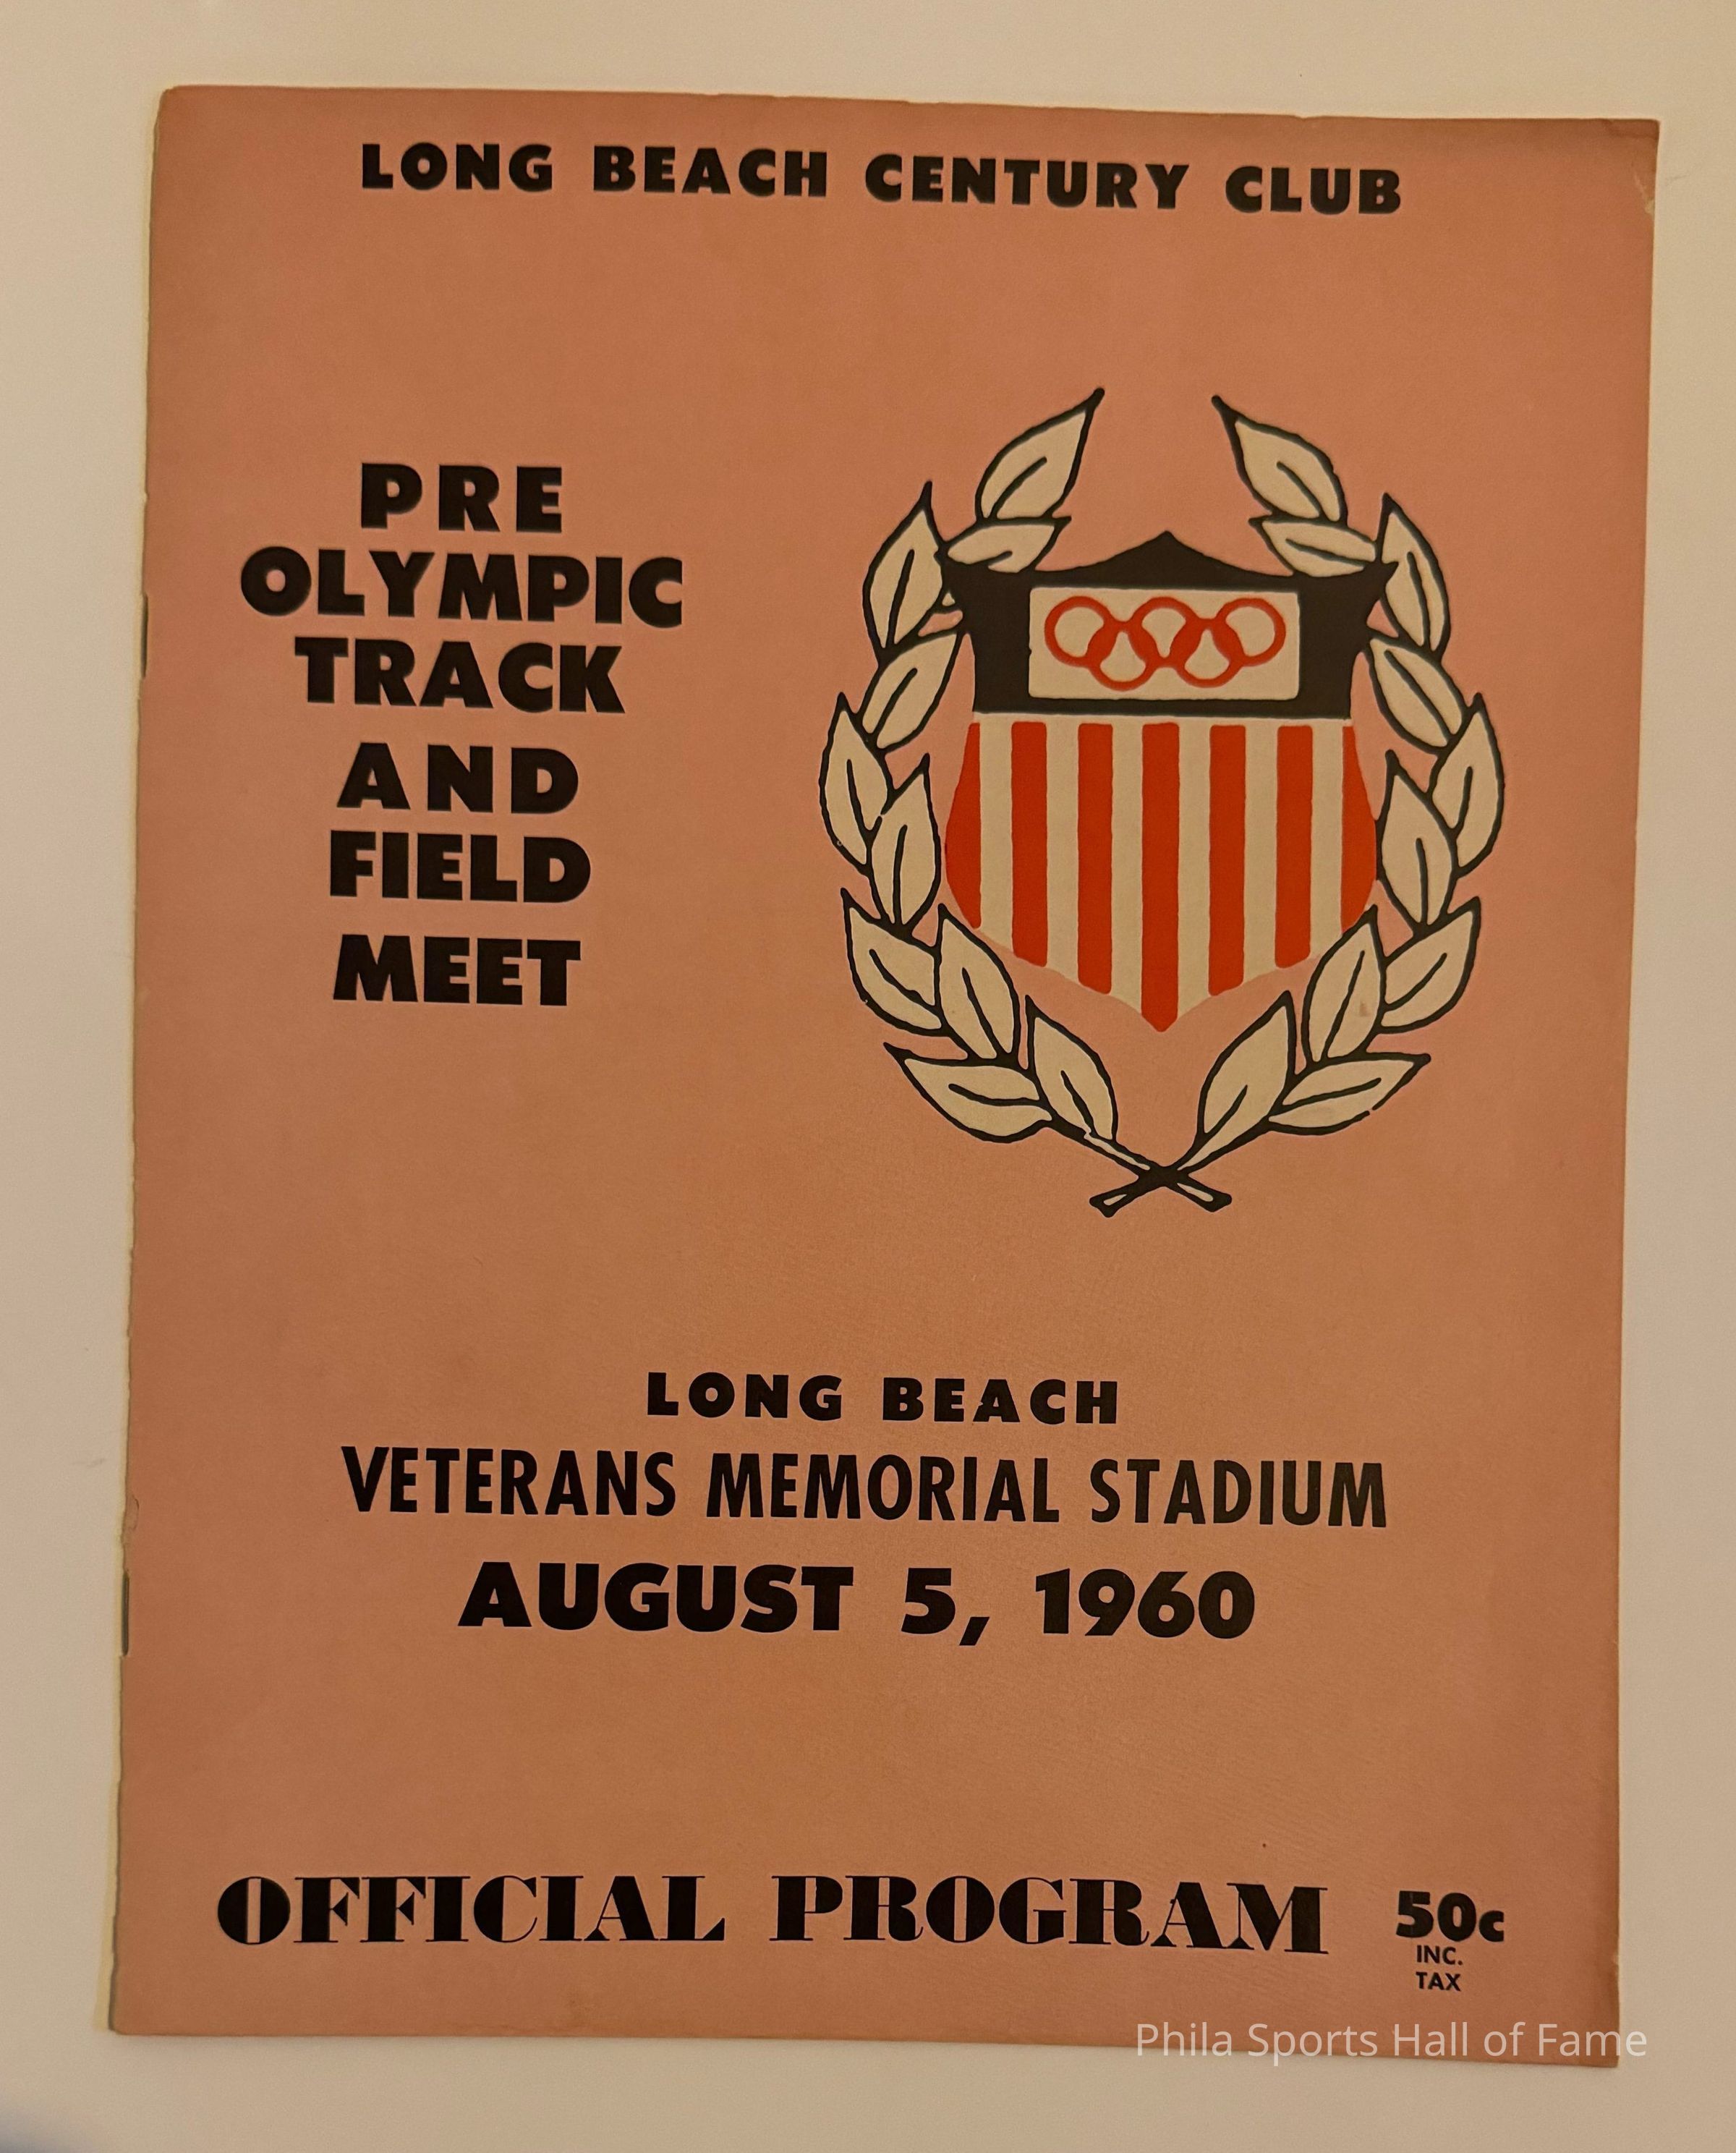 LONG BEACH CENTURY CLUB
PRE
OLYMPIC
TRACK
AND
FIELD
MEET
LONG BEACH
VETERANS MEMORIAL STADIUM
AUGUST 5, 1960
OFFICIAL PROGRAM 50c
INC.
TAX
Phila Sports Hall of Fame